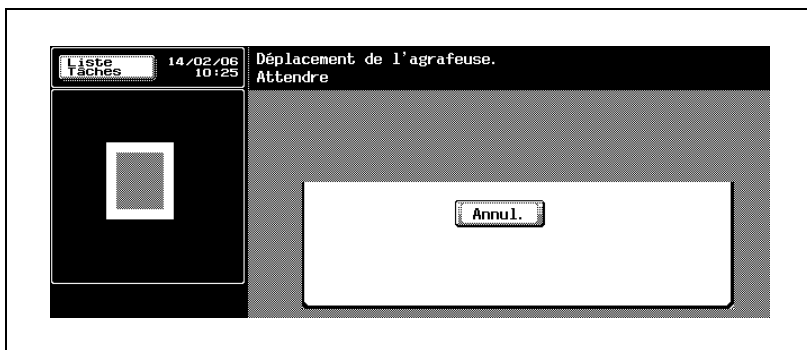 Liste
Tâches
14/02/06
10:25
Déplacement de l'agrafeuse.
Attendre
Annul.